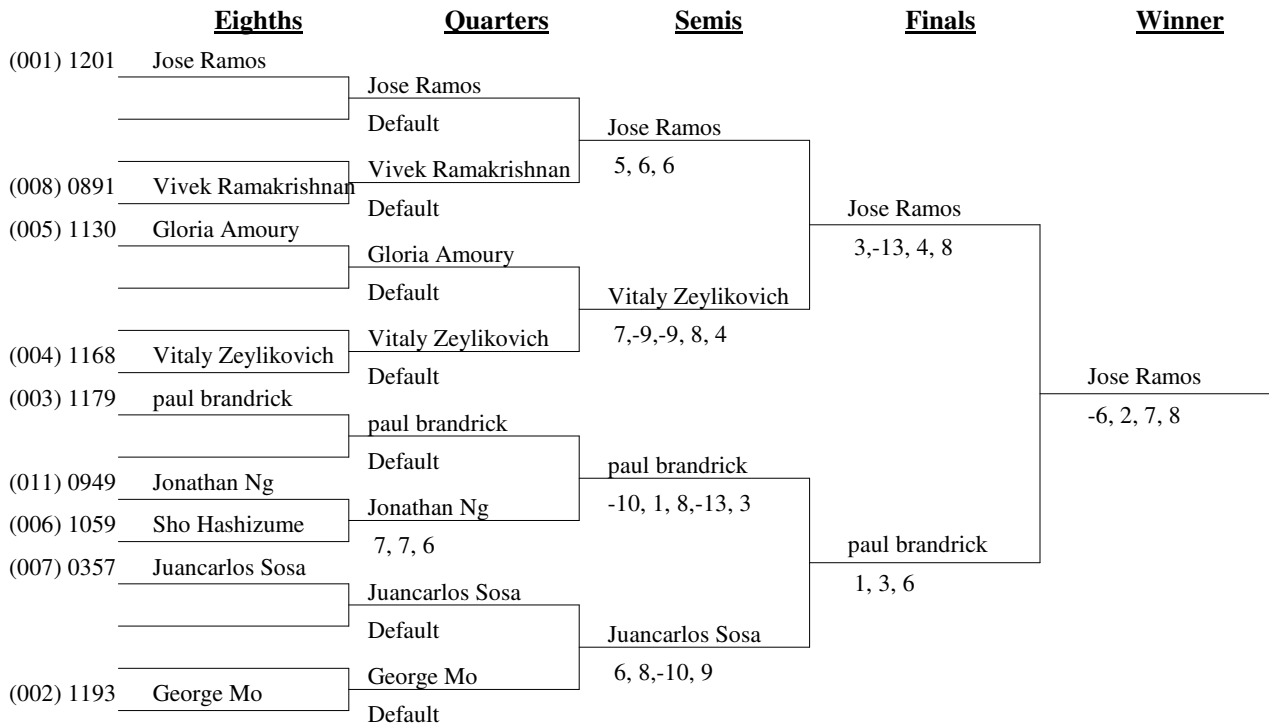 Eighths Quarters Semis Finals Winner
(001) 1201 Jose Ramos
Jose Ramos
Default
Jose Ramos
5, 6, 6
Vivek Ramakrishnan
(008) 0891 Vivek Ramakrishnan
Default
(005) 1130 Gloria Amoury
Jose Ramos
3,-13, 4, 8
Gloria Amoury
Default
Vitaly Zeylikovich
7,-9,-9, 8, 4
Vitaly Zeylikovich
(004) 1168 Vitaly Zeylikovich
Default
Jose Ramos
-6, 2, 7, 8
(003) 1179 paul brandrick
paul brandrick
Default
paul brandrick
-10, 1, 8,-13, 3
(011) 0949 Jonathan Ng
Jonathan Ng
(006) 1059 Sho Hashizume
7, 7, 6
paul brandrick
1, 3, 6
(007) 0357 Juancarlos Sosa
Juancarlos Sosa
Default
Juancarlos Sosa
6, 8,-10, 9
George Mo
(002) 1193 George Mo
Default